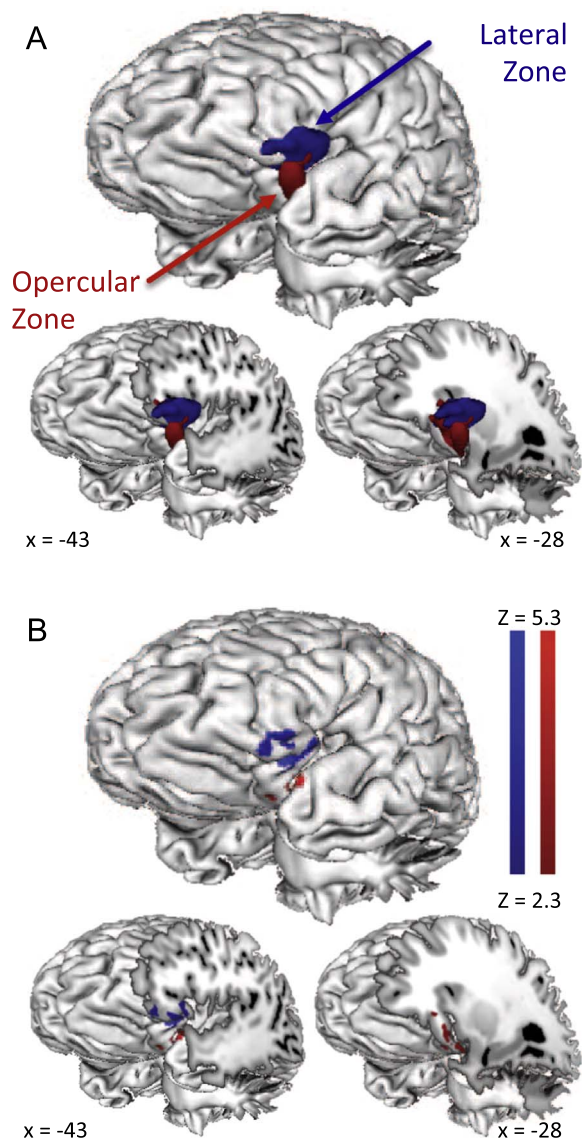 A
Lateral
Zone
Opercular
Zone
x = -43
x = -28
B
Z = 5.3
Z = 2.3
x = -43
x = -28